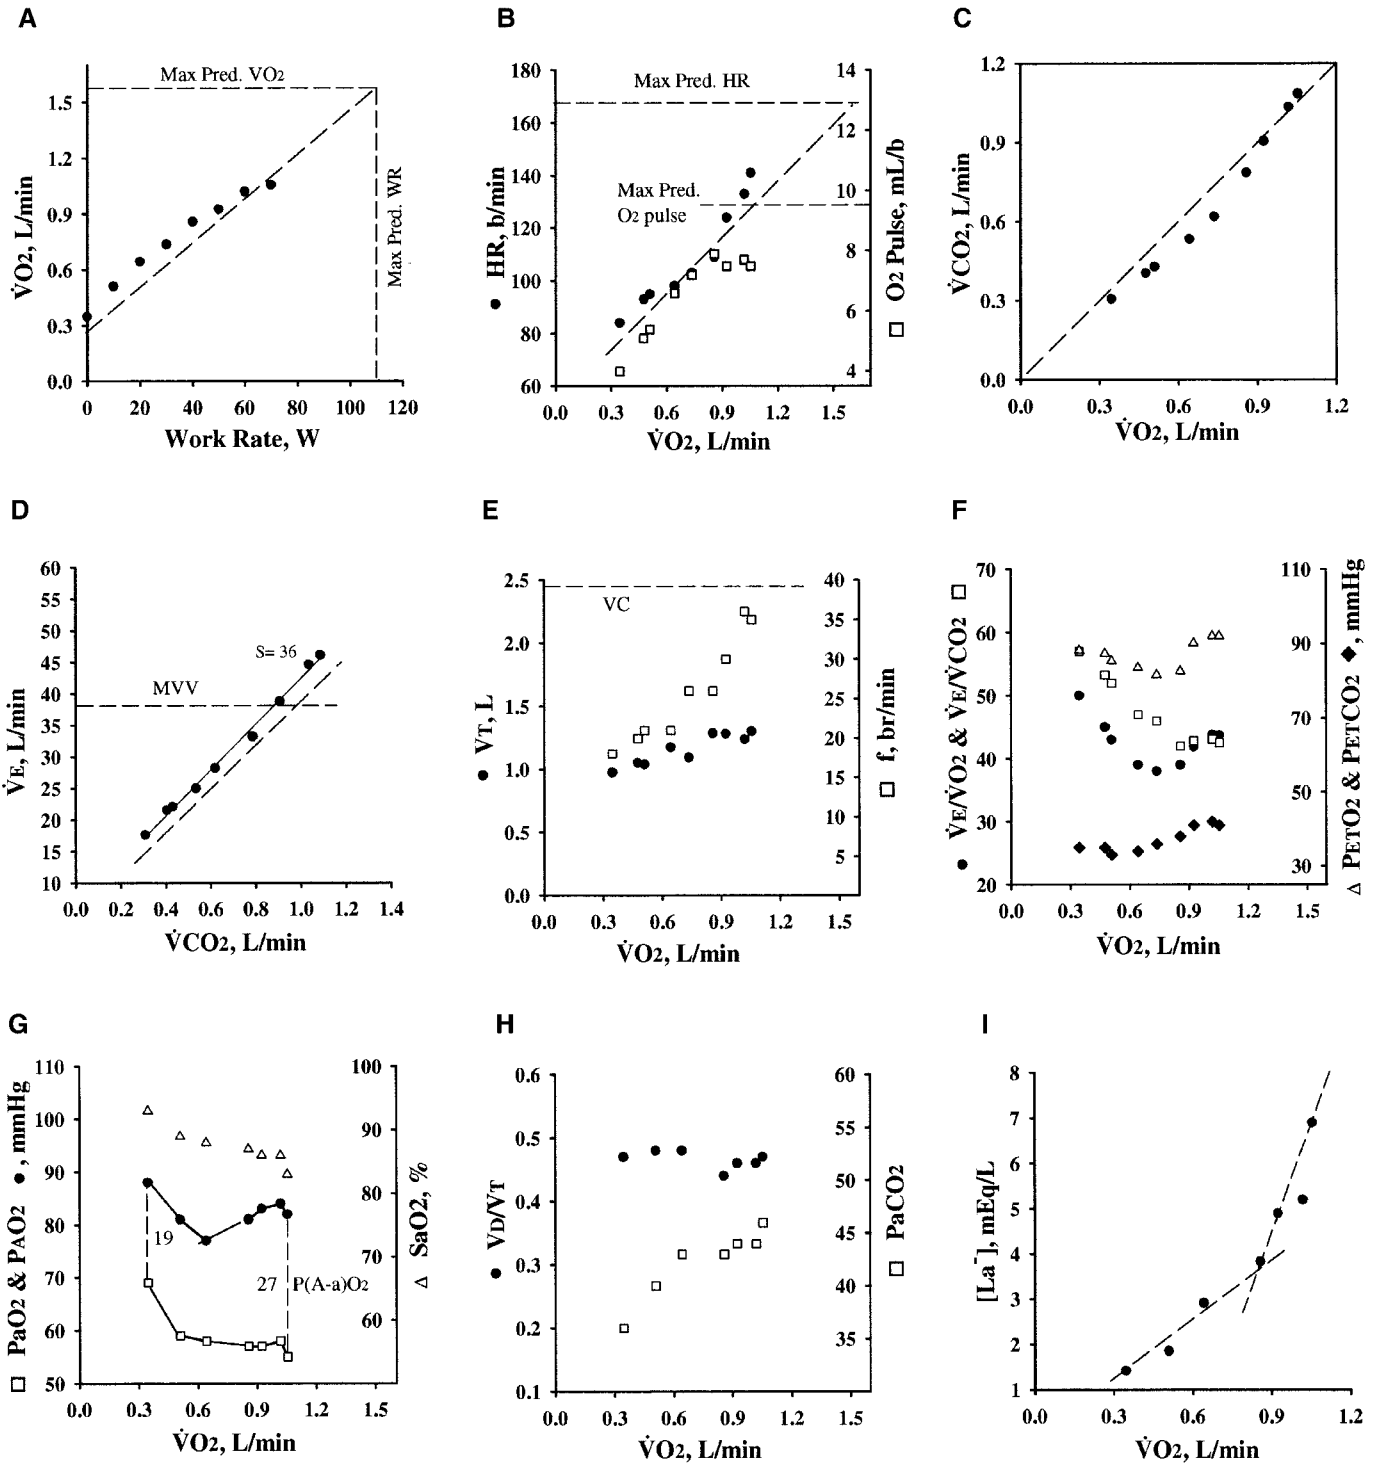 A
Max Pred. V̇O2
Max Pred. WR
V̇O2, L/min
1.5
1.2
0.9
0.6
0.3
0.0
0 20 40 60 80 100 120
Work Rate, W
B
Max Pred. HR
Max Pred.
O2 pulse
HR, b/min
180
160
140
120
100
80
60
14
12
10
8
6
4
O2 Pulse, mL/b
0.0 0.3 0.6 0.9 1.2 1.5
V̇O2, L/min
C
V̇CO2, L/min
1.2
0.9
0.6
0.3
0.0
0.0 0.3 0.6 0.9 1.2
V̇O2, L/min
D
S= 36
MVV
V̇E, L/min
60
55
50
45
40
35
30
25
20
15
10
0.0 0.2 0.4 0.6 0.8 1.0 1.2 1.4
V̇CO2, L/min
E
VC
VT, L
2.5
2.0
1.5
1.0
0.5
0.0
40
35
30
25
20
15
10
5
f, br/min
0.0 0.3 0.6 0.9 1.2 1.5
V̇O2, L/min
F
V̇E/V̇O2 & V̇E/V̇CO2
70
60
50
40
30
20
110
90
70
50
30
PETO2 & PETCO2 , mmHg
0.0 0.3 0.6 0.9 1.2 1.5
V̇O2, L/min
G
PaO2 & PAO2 , mmHg
110
100
90
80
70
60
50
19
27
P(A-a)O2
100
90
80
70
60
SaO2, %
0.0 0.3 0.6 0.9 1.2 1.5
V̇O2, L/min
H
VD/VT
0.6
0.5
0.4
0.3
0.2
0.1
60
55
50
45
40
35
PaCO2
0.0 0.3 0.6 0.9 1.2 1.5
V̇O2, L/min
I
[La-], mEq/L
8
7
6
5
4
3
2
1
0.0 0.3 0.6 0.9 1.2
V̇O2, L/min